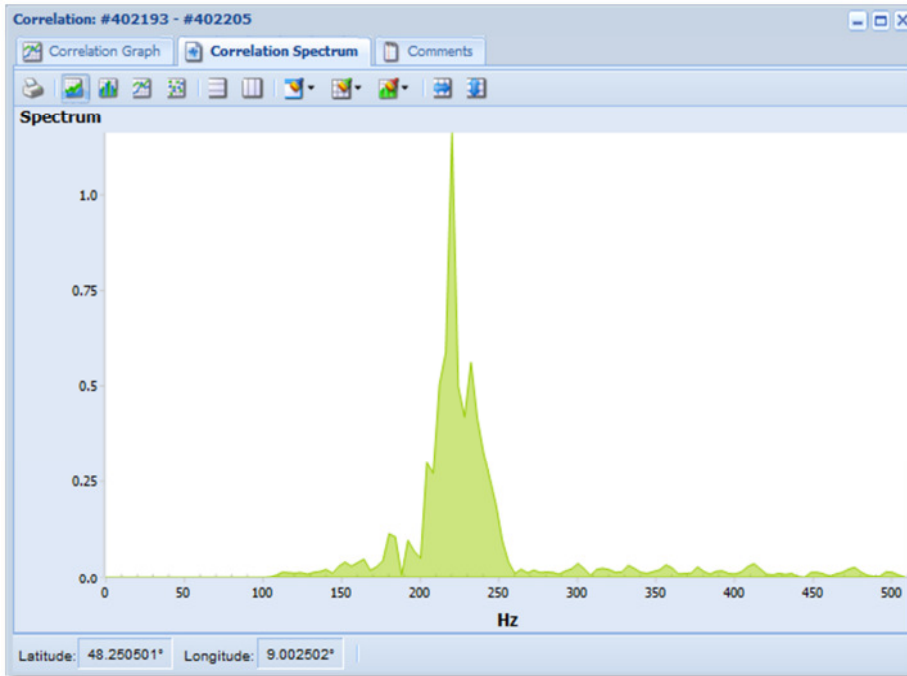 Correlation: #402193 - #402205
Correlation Graph Correlation Spectrum Comments
Spectrum
1.0
0.75
0.5
0.25
0.0
0 50 100 150 200 250 300 350 400 450 500
Hz
Latitude: 48.250501° Longitude: 9.002502°